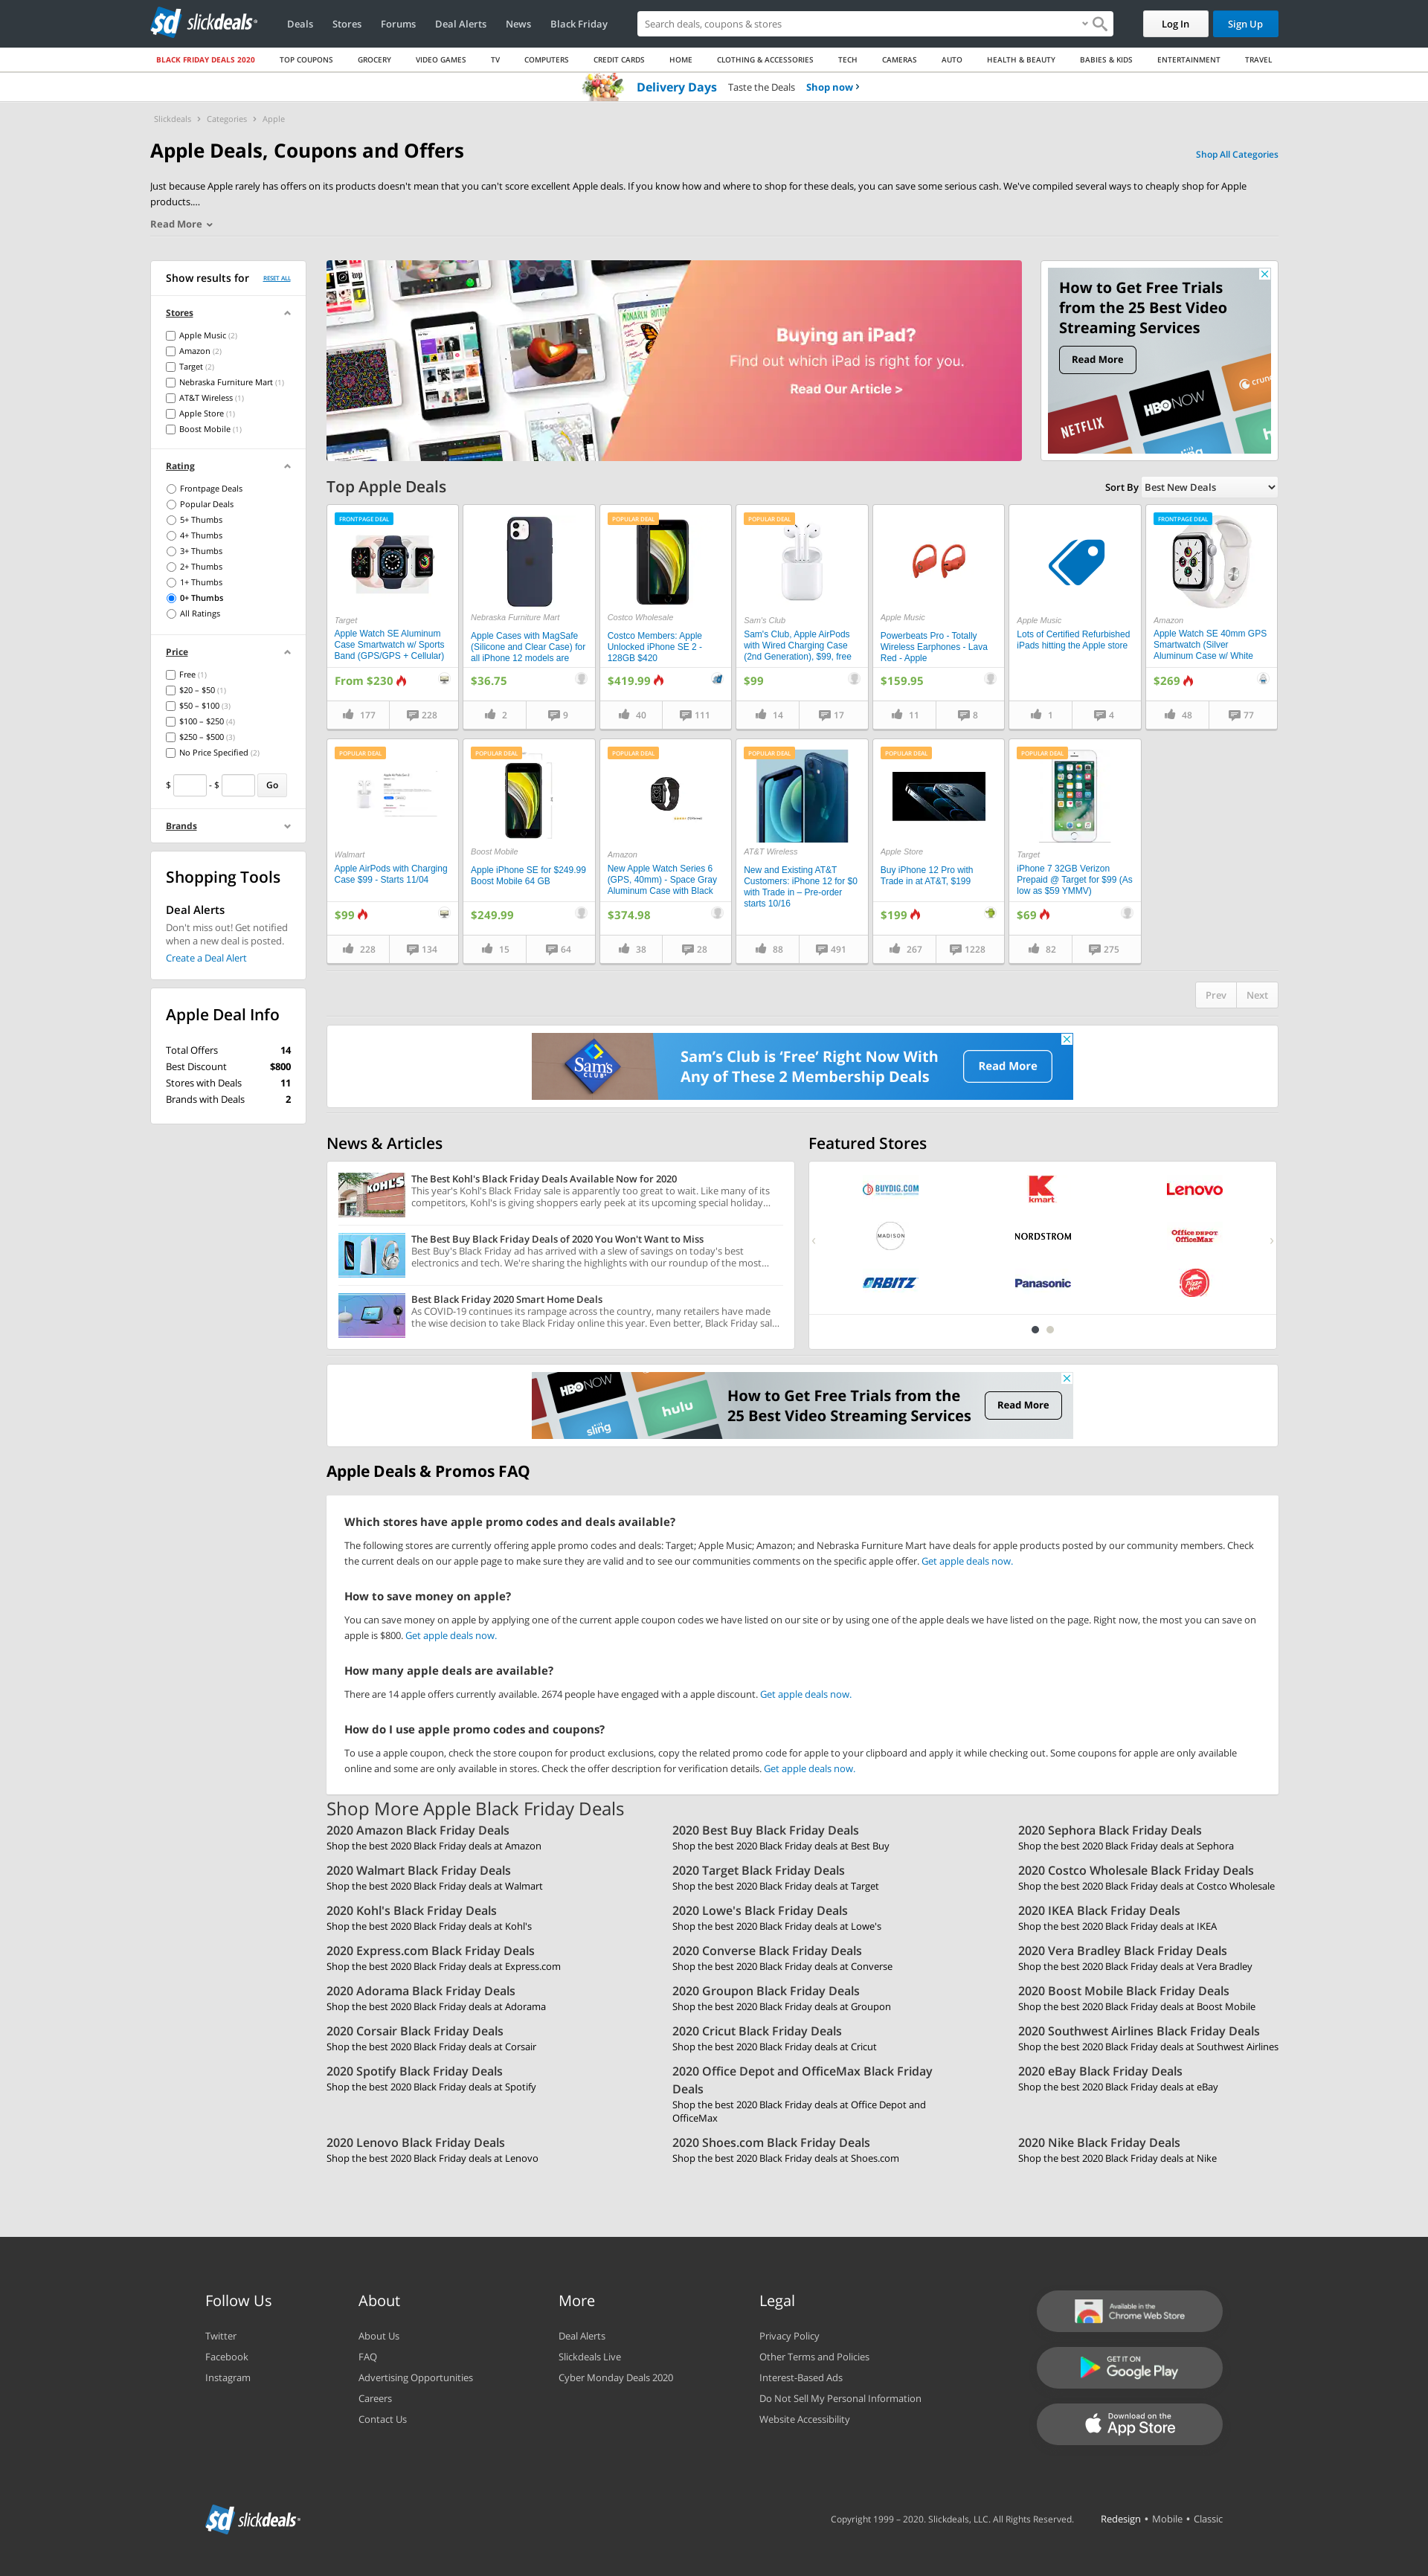 sd slickdeals
Deals Stores Forums Deal Alerts News Black Friday
Search deals, coupons & stores
Log In Sign Up
BLACK FRIDAY DEALS 2020 TOP COUPONS GROCERY VIDEO GAMES TV COMPUTERS CREDIT CARDS HOME CLOTHING & ACCESSORIES TECH CAMERAS AUTO HEALTH & BEAUTY BABIES & KIDS ENTERTAINMENT TRAVEL
Delivery Days Taste the Deals Shop now >
Slickdeals > Categories > Apple
Apple Deals, Coupons and Offers
Shop All Categories
Just because Apple rarely has offers on its products doesn't mean that you can't score excellent Apple deals. If you know how and where to shop for these deals, you can save some serious cash. We've compiled several ways to cheaply shop for Apple
products....
Read More
Show results for RESET ALL
Stores
Apple Music (2)
Amazon (2)
Target (2)
Nebraska Furniture Mart (1)
AT&T Wireless (1)
Apple Store (1)
Boost Mobile (1)
Rating
Frontpage Deals
Popular Deals
5+ Thumbs
4+ Thumbs
3+ Thumbs
2+ Thumbs
1+ Thumbs
0+ Thumbs
All Ratings
Price
Free (1)
$20 – $50 (1)
$50 – $100 (3)
$100 – $250 (4)
$250 – $500 (3)
No Price Specified (2)
$ - $ Go
Brands
Shopping Tools
Deal Alerts
Don't miss out! Get notified
when a new deal is posted.
Create a Deal Alert
Apple Deal Info
Total Offers 14
Best Discount $800
Stores with Deals 11
Brands with Deals 2
Buying an iPad?
Find out which iPad is right for you.
Read Our Article >
How to Get Free Trials
from the 25 Best Video
Streaming Services
Read More
NETFLIX
HBO NOW
Top Apple Deals
Sort By Best New Deals
FRONTPAGE DEAL
Target
Apple Watch SE Aluminum
Case Smartwatch w/ Sports
Band (GPS/GPS + Cellular)
From $230
177 228
Nebraska Furniture Mart
Apple Cases with MagSafe
(Silicone and Clear Case) for
all iPhone 12 models are
$36.75
2 9
POPULAR DEAL
Costco Wholesale
Costco Members: Apple
Unlocked iPhone SE 2 -
128GB $420
$419.99
40 111
POPULAR DEAL
Sam's Club
Sam's Club, Apple AirPods
with Wired Charging Case
(2nd Generation), $99, free
$99
14 17
Apple Music
Powerbeats Pro - Totally
Wireless Earphones - Lava
Red - Apple
$159.95
11 8
Apple Music
Lots of Certified Refurbished
iPads hitting the Apple store
1 4
FRONTPAGE DEAL
Amazon
Apple Watch SE 40mm GPS
Smartwatch (Silver
Aluminum Case w/ White
$269
48 77
POPULAR DEAL
Walmart
Apple AirPods with Charging
Case $99 - Starts 11/04
$99
228 134
POPULAR DEAL
Boost Mobile
Apple iPhone SE for $249.99
Boost Mobile 64 GB
$249.99
15 64
Amazon
New Apple Watch Series 6
(GPS, 40mm) - Space Gray
Aluminum Case with Black
$374.98
38 28
POPULAR DEAL
POPULAR DEAL
AT&T Wireless
New and Existing AT&T
Customers: iPhone 12 for $0
with Trade in – Pre-order
starts 10/16
88 491
POPULAR DEAL
Apple Store
Buy iPhone 12 Pro with
Trade in at AT&T, $199
$199
267 1228
POPULAR DEAL
Target
iPhone 7 32GB Verizon
Prepaid @ Target for $99 (As
low as $59 YMMV)
$69
82 275
Prev Next
Sam's CLUB
Sam's Club is 'Free' Right Now With
Any of These 2 Membership Deals
Read More
News & Articles
KOHL'S
The Best Kohl's Black Friday Deals Available Now for 2020
This year's Kohl's Black Friday sale is apparently too great to wait. Like many of its
competitors, Kohl's is giving shoppers early peek at its upcoming special holiday...
The Best Buy Black Friday Deals of 2020 You Won't Want to Miss
Best Buy's Black Friday ad has arrived with a slew of savings on today's best
electronics and tech. We're sharing the highlights with our roundup of the most...
Best Black Friday 2020 Smart Home Deals
As COVID-19 continues its rampage across the country, many retailers have made
the wise decision to take Black Friday online this year. Even better, Black Friday sal...
Featured Stores
BUYDIG.COM kmart Lenovo
MADISON NORDSTROM Office DEPOT OfficeMax
ORBITZ Panasonic Pizza Hut
HBO NOW
hulu
sling
How to Get Free Trials from the
25 Best Video Streaming Services
Read More
Apple Deals & Promos FAQ
Which stores have apple promo codes and deals available?
The following stores are currently offering apple promo codes and deals: Target; Apple Music; Amazon; and Nebraska Furniture Mart have deals for apple products posted by our community members. Check
the current deals on our apple page to make sure they are valid and to see our communities comments on the specific apple offer. Get apple deals now.
How to save money on apple?
You can save money on apple by applying one of the current apple coupon codes we have listed on our site or by using one of the apple deals we have listed on the page. Right now, the most you can save on
apple is $800. Get apple deals now.
How many apple deals are available?
There are 14 apple offers currently available. 2674 people have engaged with a apple discount. Get apple deals now.
How do I use apple promo codes and coupons?
To use a apple coupon, check the store coupon for product exclusions, copy the related promo code for apple to your clipboard and apply it while checking out. Some coupons for apple are only available
online and some are only available in stores. Check the offer description for verification details. Get apple deals now.
Shop More Apple Black Friday Deals
2020 Amazon Black Friday Deals 2020 Best Buy Black Friday Deals 2020 Sephora Black Friday Deals
Shop the best 2020 Black Friday deals at Amazon Shop the best 2020 Black Friday deals at Best Buy Shop the best 2020 Black Friday deals at Sephora
2020 Walmart Black Friday Deals 2020 Target Black Friday Deals 2020 Costco Wholesale Black Friday Deals
Shop the best 2020 Black Friday deals at Walmart Shop the best 2020 Black Friday deals at Target Shop the best 2020 Black Friday deals at Costco Wholesale
2020 Kohl's Black Friday Deals 2020 Lowe's Black Friday Deals 2020 IKEA Black Friday Deals
Shop the best 2020 Black Friday deals at Kohl's Shop the best 2020 Black Friday deals at Lowe's Shop the best 2020 Black Friday deals at IKEA
2020 Express.com Black Friday Deals 2020 Converse Black Friday Deals 2020 Vera Bradley Black Friday Deals
Shop the best 2020 Black Friday deals at Express.com Shop the best 2020 Black Friday deals at Converse Shop the best 2020 Black Friday deals at Vera Bradley
2020 Adorama Black Friday Deals 2020 Groupon Black Friday Deals 2020 Boost Mobile Black Friday Deals
Shop the best 2020 Black Friday deals at Adorama Shop the best 2020 Black Friday deals at Groupon Shop the best 2020 Black Friday deals at Boost Mobile
2020 Corsair Black Friday Deals 2020 Cricut Black Friday Deals 2020 Southwest Airlines Black Friday Deals
Shop the best 2020 Black Friday deals at Corsair Shop the best 2020 Black Friday deals at Cricut Shop the best 2020 Black Friday deals at Southwest Airlines
2020 Spotify Black Friday Deals 2020 Office Depot and OfficeMax Black Friday 2020 eBay Black Friday Deals
Deals
Shop the best 2020 Black Friday deals at Spotify Shop the best 2020 Black Friday deals at Office Depot and Shop the best 2020 Black Friday deals at eBay
OfficeMax
2020 Lenovo Black Friday Deals 2020 Shoes.com Black Friday Deals 2020 Nike Black Friday Deals
Shop the best 2020 Black Friday deals at Lenovo Shop the best 2020 Black Friday deals at Shoes.com Shop the best 2020 Black Friday deals at Nike
Follow Us
Twitter
Facebook
Instagram
About
About Us
FAQ
Advertising Opportunities
Careers
Contact Us
More
Deal Alerts
Slickdeals Live
Cyber Monday Deals 2020
Legal
Privacy Policy
Other Terms and Policies
Interest-Based Ads
Do Not Sell My Personal Information
Website Accessibility
Available in the
Chrome Web Store
GET IT ON
Google Play
Download on the
App Store
sd slickdeals
Copyright 1999 – 2020. Slickdeals, LLC. All Rights Reserved. Redesign • Mobile • Classic